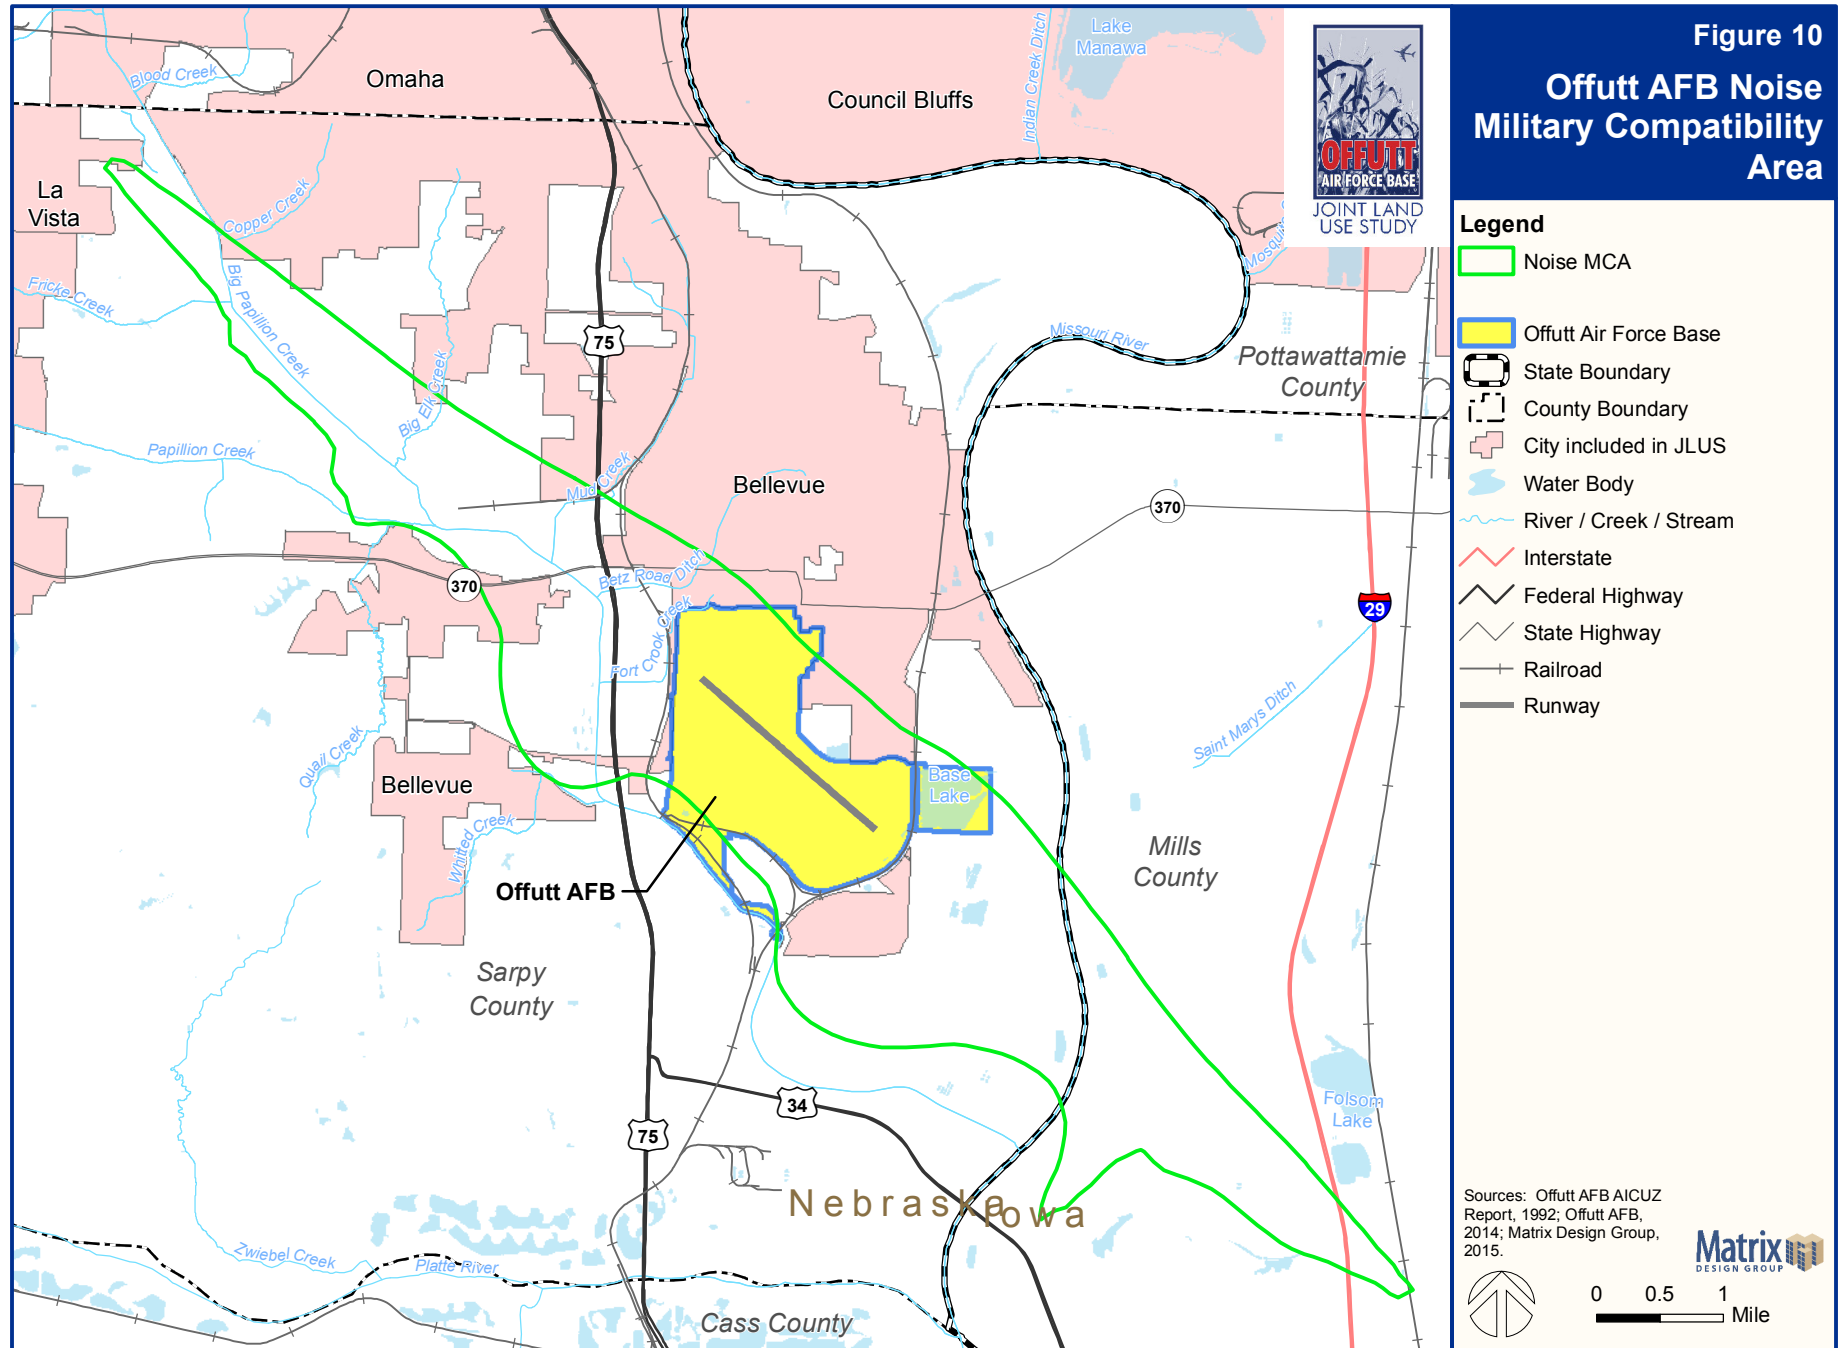 Figure 10
Offutt AFB Noise
Military Compatibility
Area
Legend
Noise MCA
Offutt Air Force Base
State Boundary
County Boundary
City included in JLUS
Water Body
River / Creek / Stream
Interstate
Federal Highway
State Highway
Railroad
Runway
Sources: Offutt AFB AICUZ
Report, 1992; Offutt AFB,
2014; Matrix Design Group,
2015.
Matrix
DESIGN GROUP
0 0.5 1
Mile
OFFUTT
AIR FORCE BASE
JOINT LAND
USE STUDY
Lake
Manawa
Indian Creek Ditch
Blood Creek
Omaha
Council Bluffs
La
Vista
Copper Creek
Fricke Creek
Big Papillion Creek
75
Missouri River
Pottawattamie
County
Big Elk Creek
Papillion Creek
Mud Creek
Bellevue
370
370
Betz Road Ditch
Fort Crook Creek
29
Saint Marys Ditch
Quail Creek
Bellevue
Base
Lake
Whitted Creek
Offutt AFB
Mills
County
Sarpy
County
34
75
Folsom
Lake
Nebraska
Iowa
Zwiebel Creek
Platte River
Cass County